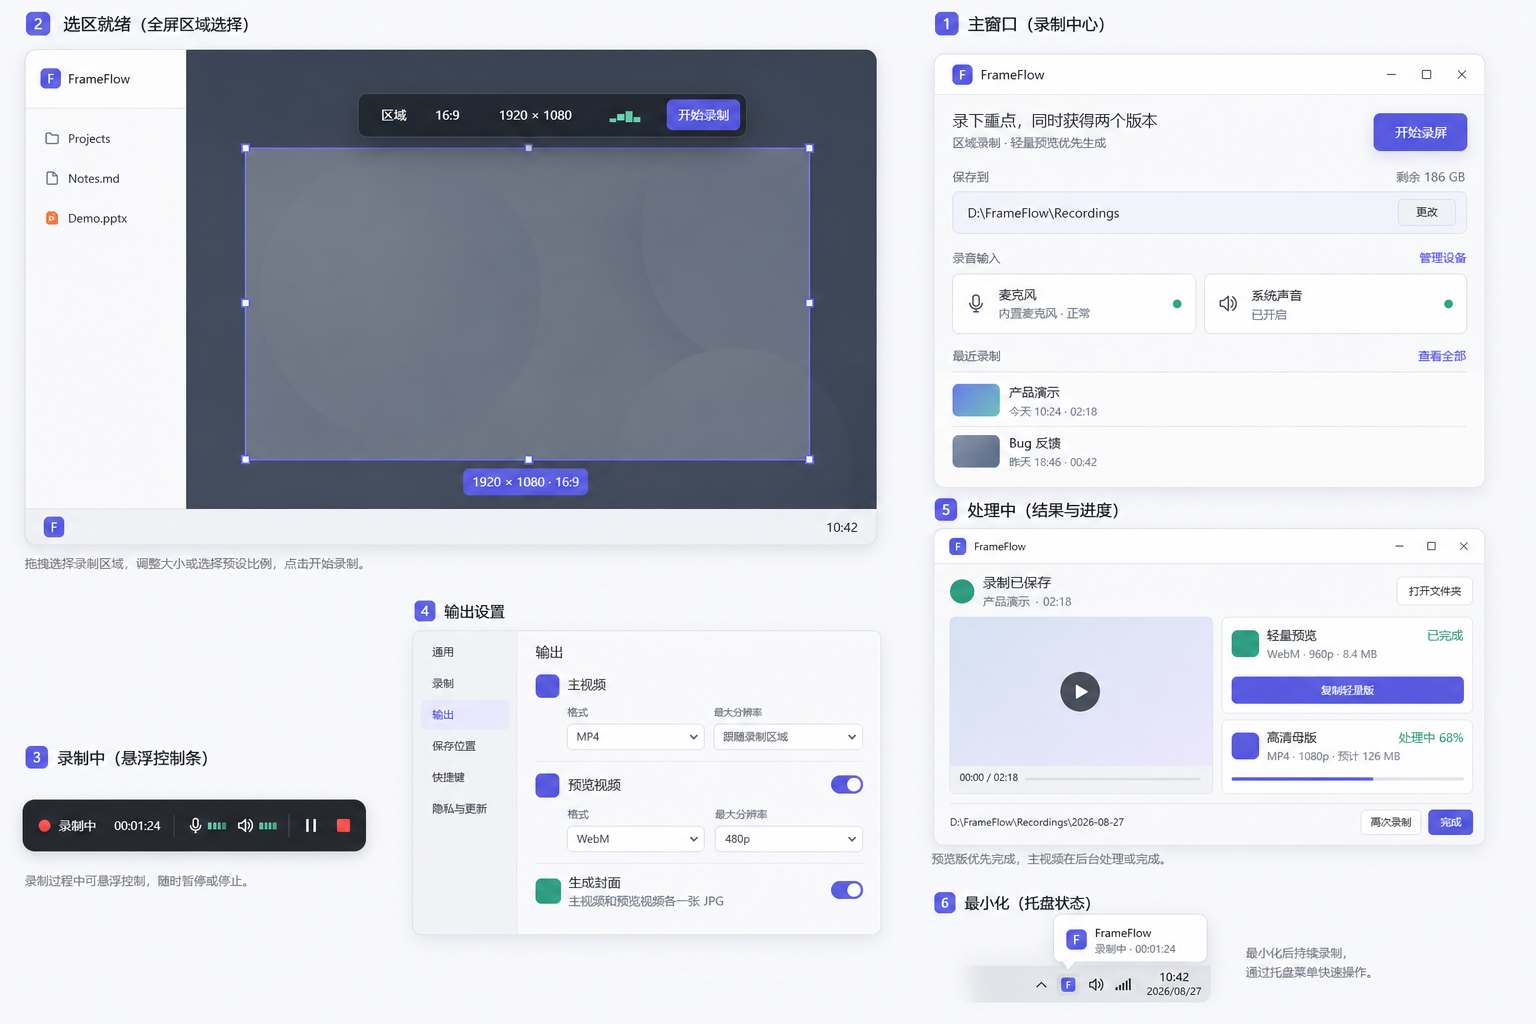 2 选区就绪（全屏区域选择）
FrameFlow
Projects
Notes.md
Demo.pptx
区域 16:9 1920 × 1080 开始录制
1920 × 1080 · 16:9
F 10:42
拖拽选择录制区域，调整大小或选择预设比例，点击开始录制。
1 主窗口（录制中心）
F FrameFlow
录下重点，同时获得两个版本
区域录制 · 轻量预览优先生成
开始录屏
保存到 剩余 186 GB
D:\FrameFlow\Recordings 更改
录音输入 管理设备
麦克风
内置麦克风 · 正常
系统声音
已开启
最近录制 查看全部
产品演示
今天 10:24 · 02:18
Bug 反馈
昨天 18:46 · 00:42
3 录制中（悬浮控制条）
录制中 00:01:24
录制过程中可悬浮控制，随时暂停或停止。
4 输出设置
通用
录制
输出
保存位置
快捷键
隐私与更新
输出
主视频
格式 最大分辨率
MP4 跟随录制区域
预览视频
格式 最大分辨率
WebM 480p
生成封面
主视频和预览视频各一张 JPG
5 处理中（结果与进度）
F FrameFlow
录制已保存
产品演示 · 02:18
打开文件夹
00:00 / 02:18
轻量预览 已完成
WebM · 960p · 8.4 MB
复制轻量版
高清母版 处理中 68%
MP4 · 1080p · 预计 126 MB
D:\FrameFlow\Recordings\2026-08-27
次录制 完成
预览版优先完成，主视频在后台处理或完成。
6 最小化（托盘状态）
F FrameFlow
录制中 · 00:01:24
F 10:42
2026/08/27
最小化后持续录制，
通过托盘菜单快速操作。